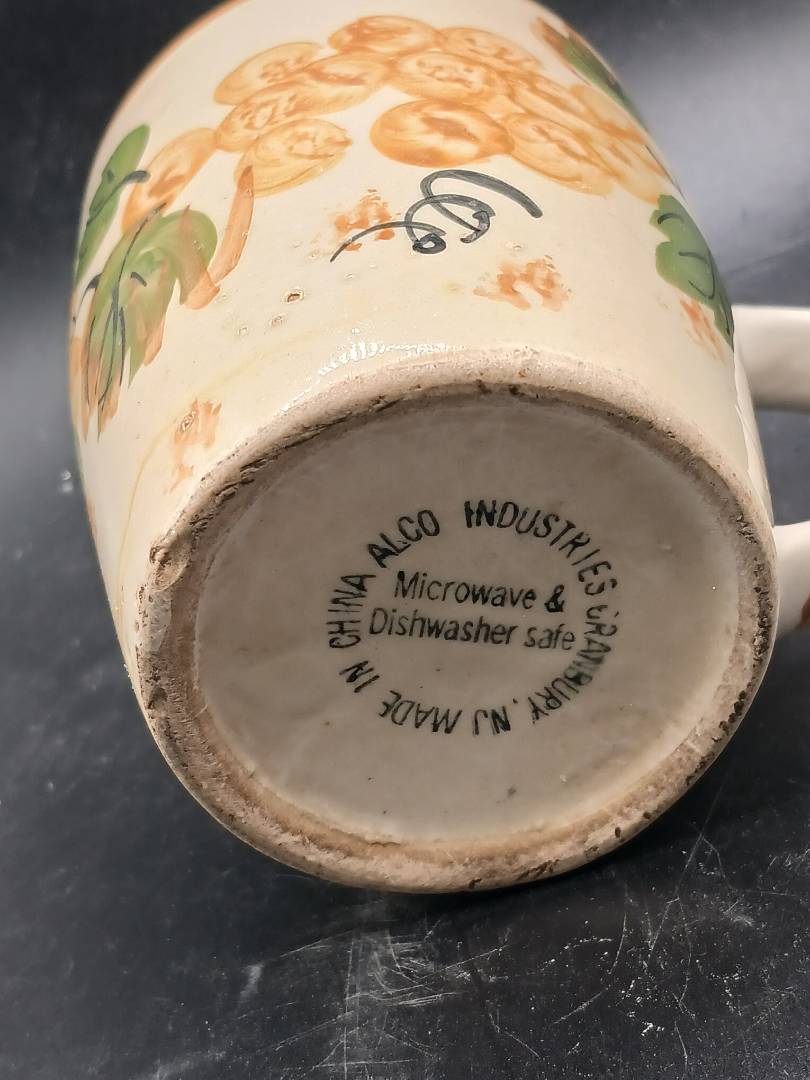 ALCO INDUSTRIES CRANBURY, NJ MADE IN CHINA
Microwave &
Dishwasher safe